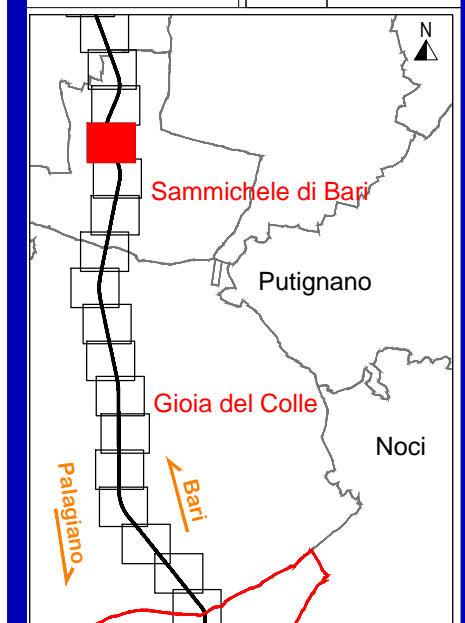 N
Sammichele di Bari
Putignano
Gioia del Colle
Noci
Bari
Palagiano